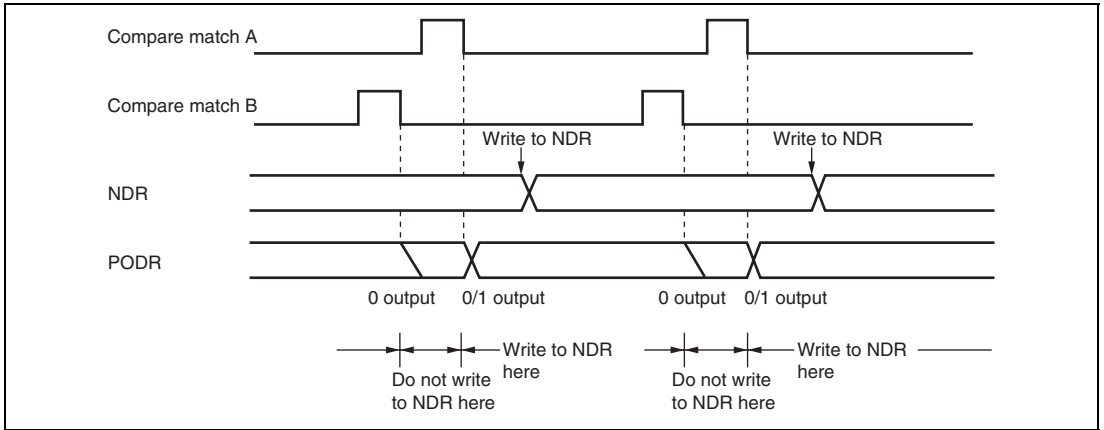 Compare match A
Compare match B
Write to NDR Write to NDR
NDR
PODR
0 output 0/1 output 0 output 0/1 output
Write to NDR here Write to NDR here
Do not write to NDR here Do not write to NDR here